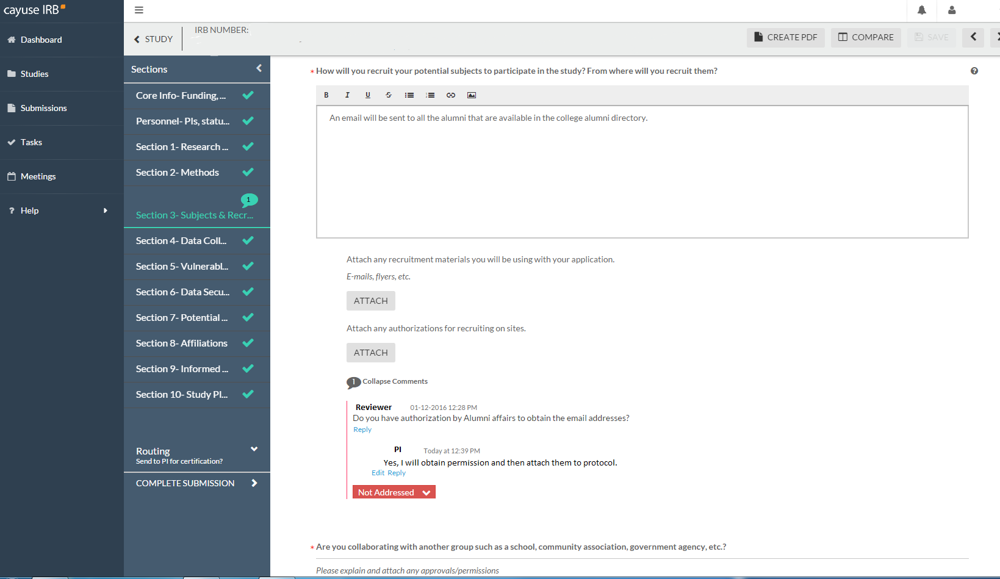 cayuse IRB
Dashboard
Studies
Submissions
Tasks
Meetings
? Help
STUDY
IRB NUMBER:
CREATE PDF
COMPARE
SAVE
Sections
Core Info- Funding, ...
Personnel- PIs, statu...
Section 1- Research ...
Section 2- Methods
1
Section 3- Subjects & Recr...
Section 4- Data Coll...
Section 5- Vulnerabl...
Section 6- Data Secu...
Section 7- Potential ...
Section 8- Affiliations
Section 9- Informed ...
Section 10- Study Pl...
Routing
Send to PI for certification?
COMPLETE SUBMISSION
* How will you recruit your potential subjects to participate in the study? From where will you recruit them?
?
B I U S
An email will be sent to all the alumni that are available in the college alumni directory.
Attach any recruitment materials you will be using with your application.
E-mails, flyers, etc.
ATTACH
Attach any authorizations for recruiting on sites.
ATTACH
1 Collapse Comments
Reviewer 01-12-2016 12:28 PM
Do you have authorization by Alumni affairs to obtain the email addresses?
Reply
PI Today at 12:39 PM
Yes, I will obtain permission and then attach them to protocol.
Edit Reply
Not Addressed
* Are you collaborating with another group such as a school, community association, government agency, etc.?
Please explain and attach any approvals/permissions